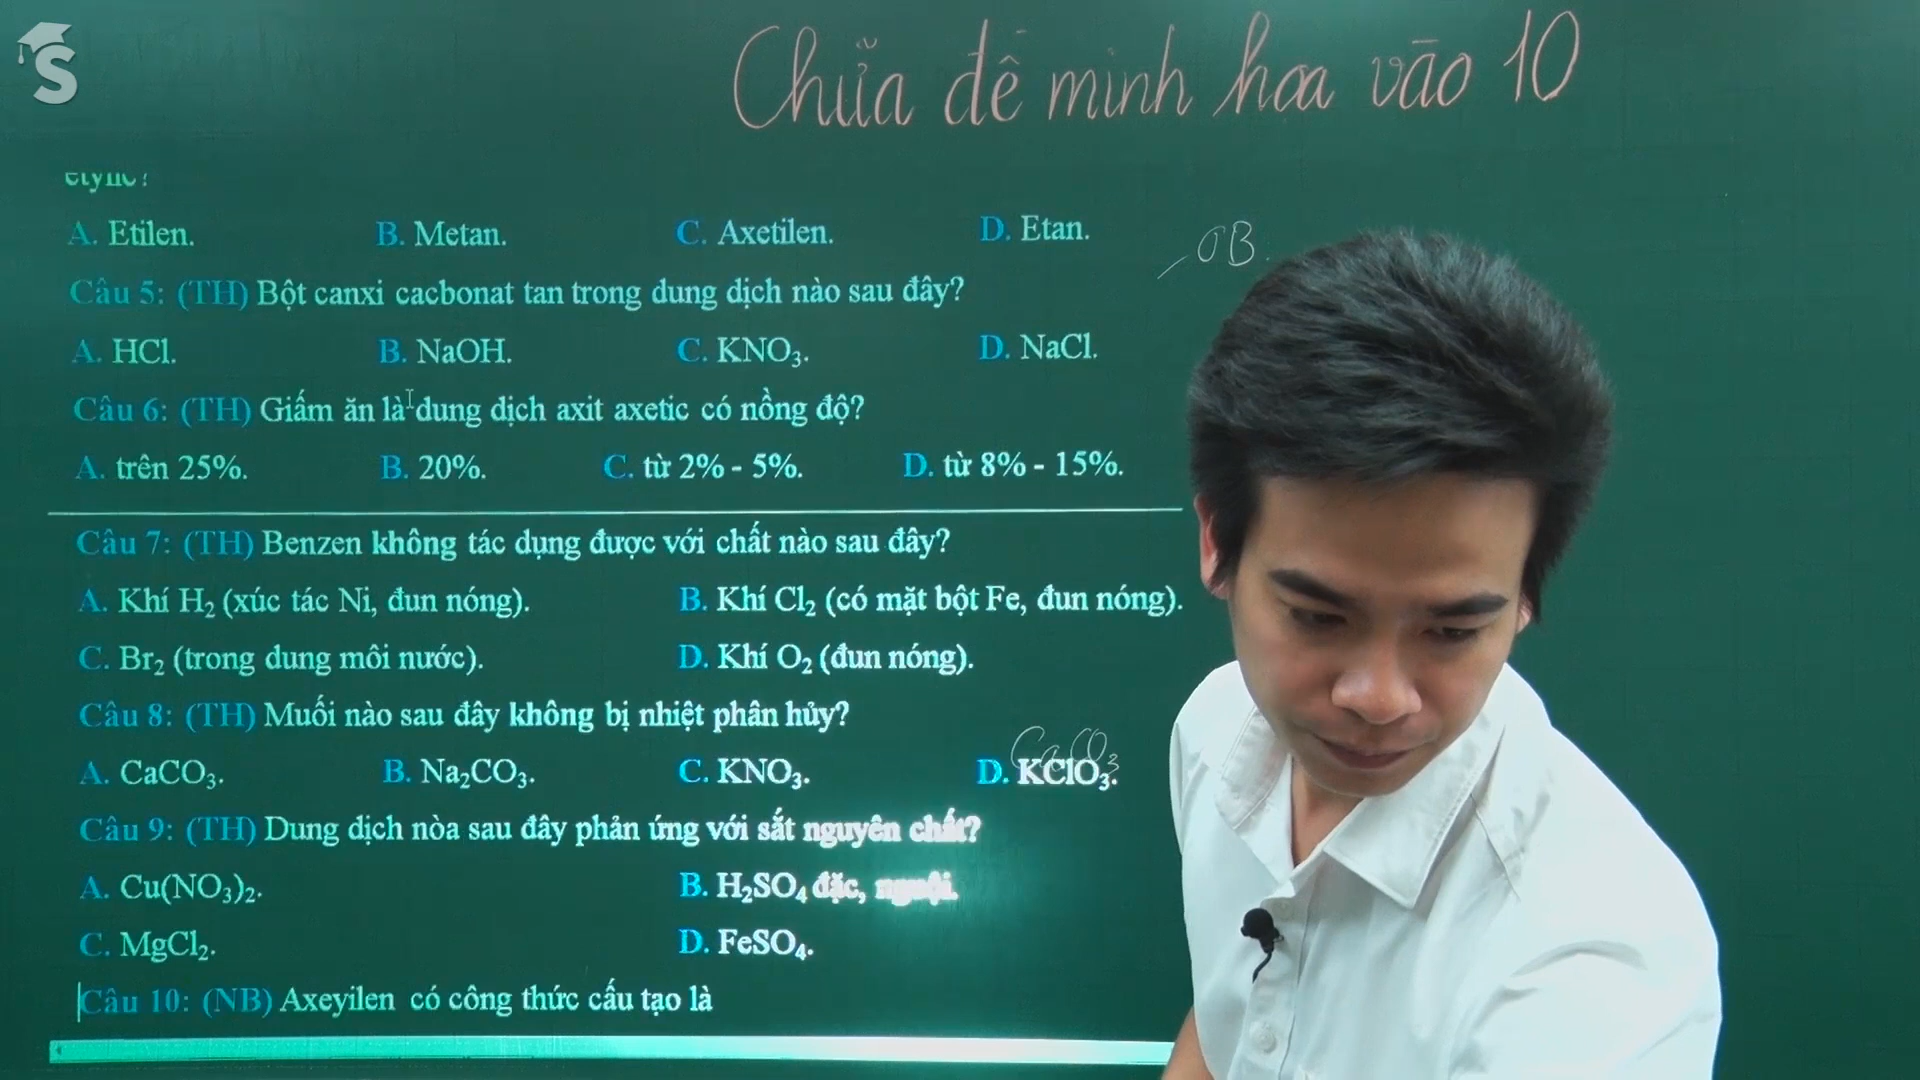 S
Chữa đề minh họa vào 10
A. Etilen. B. Metan. C. Axetilen. D. Etan.
OB.
Câu 5: (TH) Bột canxi cacbonat tan trong dung dịch nào sau đây?
A. HCl. B. NaOH. C. KNO₃. D. NaCl.
Câu 6: (TH) Giấm ăn là dung dịch axit axetic có nồng độ?
A. trên 25%. B. 20%. C. từ 2% - 5%. D. từ 8% - 15%.
Câu 7: (TH) Benzen không tác dụng được với chất nào sau đây?
A. Khí H₂ (xúc tác Ni, đun nóng). B. Khí Cl₂ (có mặt bột Fe, đun nóng).
C. Br₂ (trong dung môi nước). D. Khí O₂ (đun nóng).
Câu 8: (TH) Muối nào sau đây không bị nhiệt phân hủy?
CaCO₃
A. CaCO₃. B. Na₂CO₃. C. KNO₃. D. KClO₃.
Câu 9: (TH) Dung dịch nòa sau đây phản ứng với sắt nguyên chất?
A. Cu(NO₃)₂. B. H₂SO₄ đặc, nguội.
C. MgCl₂. D. FeSO₄.
Câu 10: (NB) Axeyilen có công thức cấu tạo là